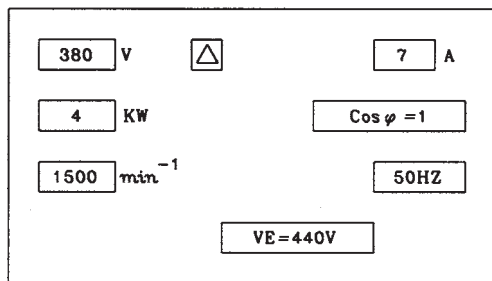 380 V △ 7 A
4 KW Cos φ =1
1500 min⁻¹ 50HZ
VE=440V